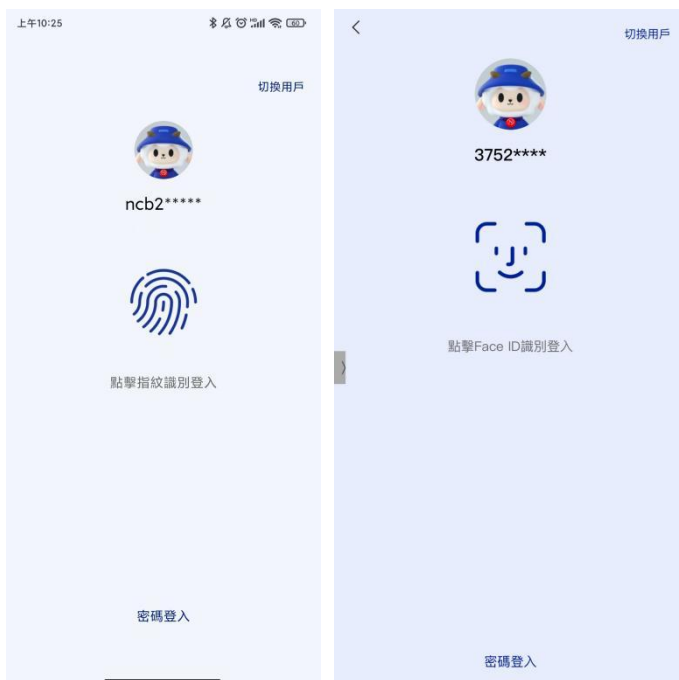 上午10:25
60
切換用戶
ncb2*****
點擊指紋識別登入
密碼登入
切換用戶
3752****
點擊Face ID識別登入
密碼登入